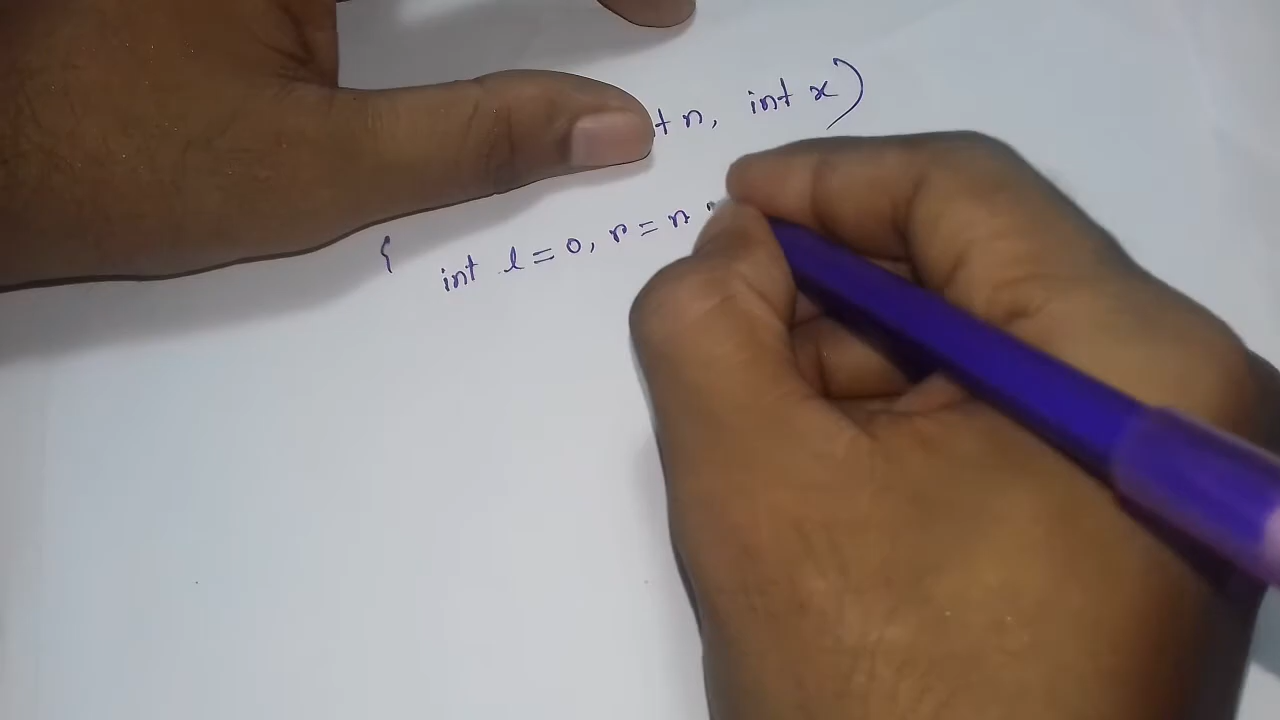 t n, int x)
{
int l = 0, r = n